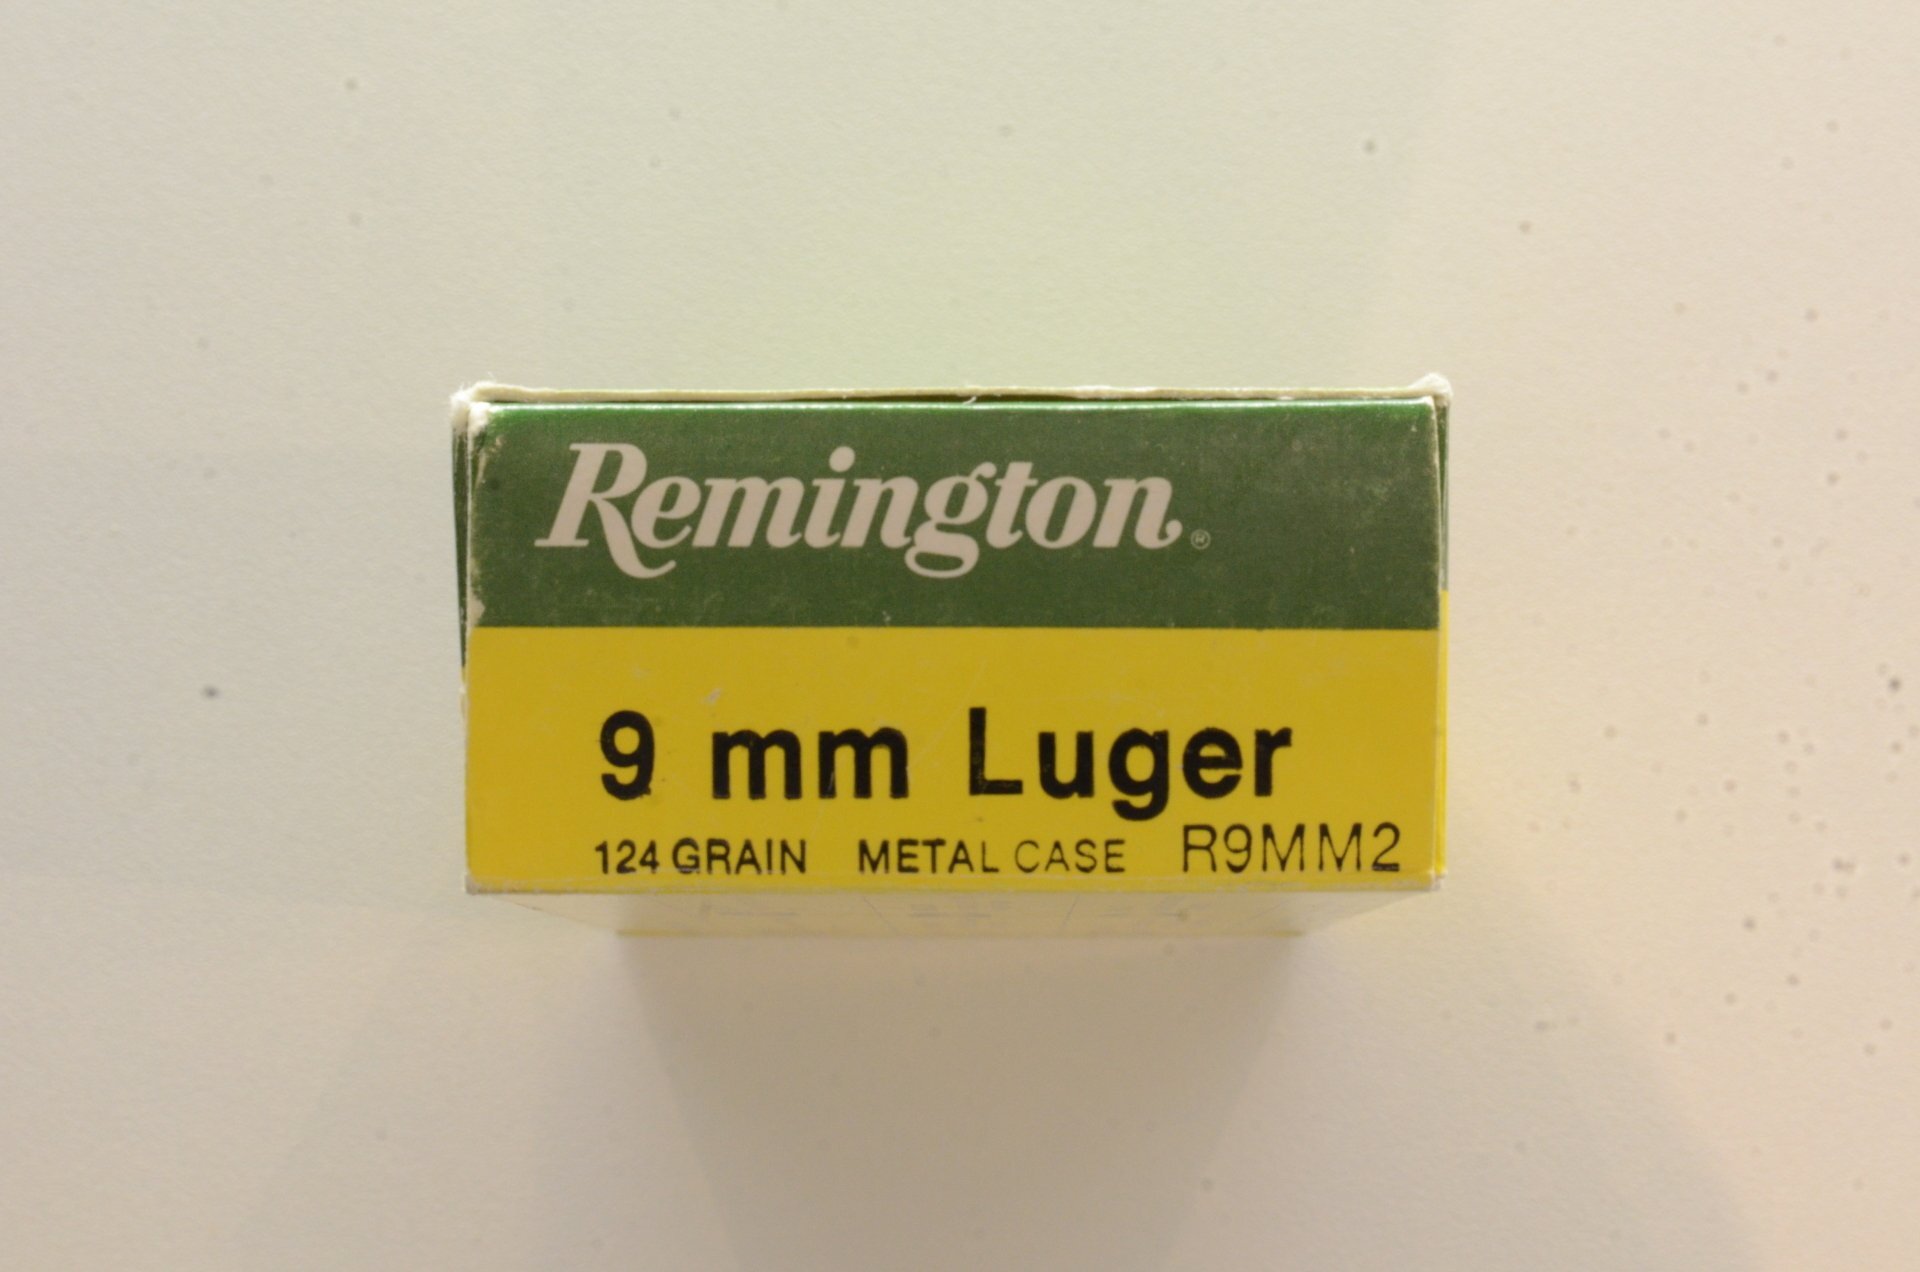 Remington®
9 mm Luger
124 GRAIN METAL CASE R9MM2